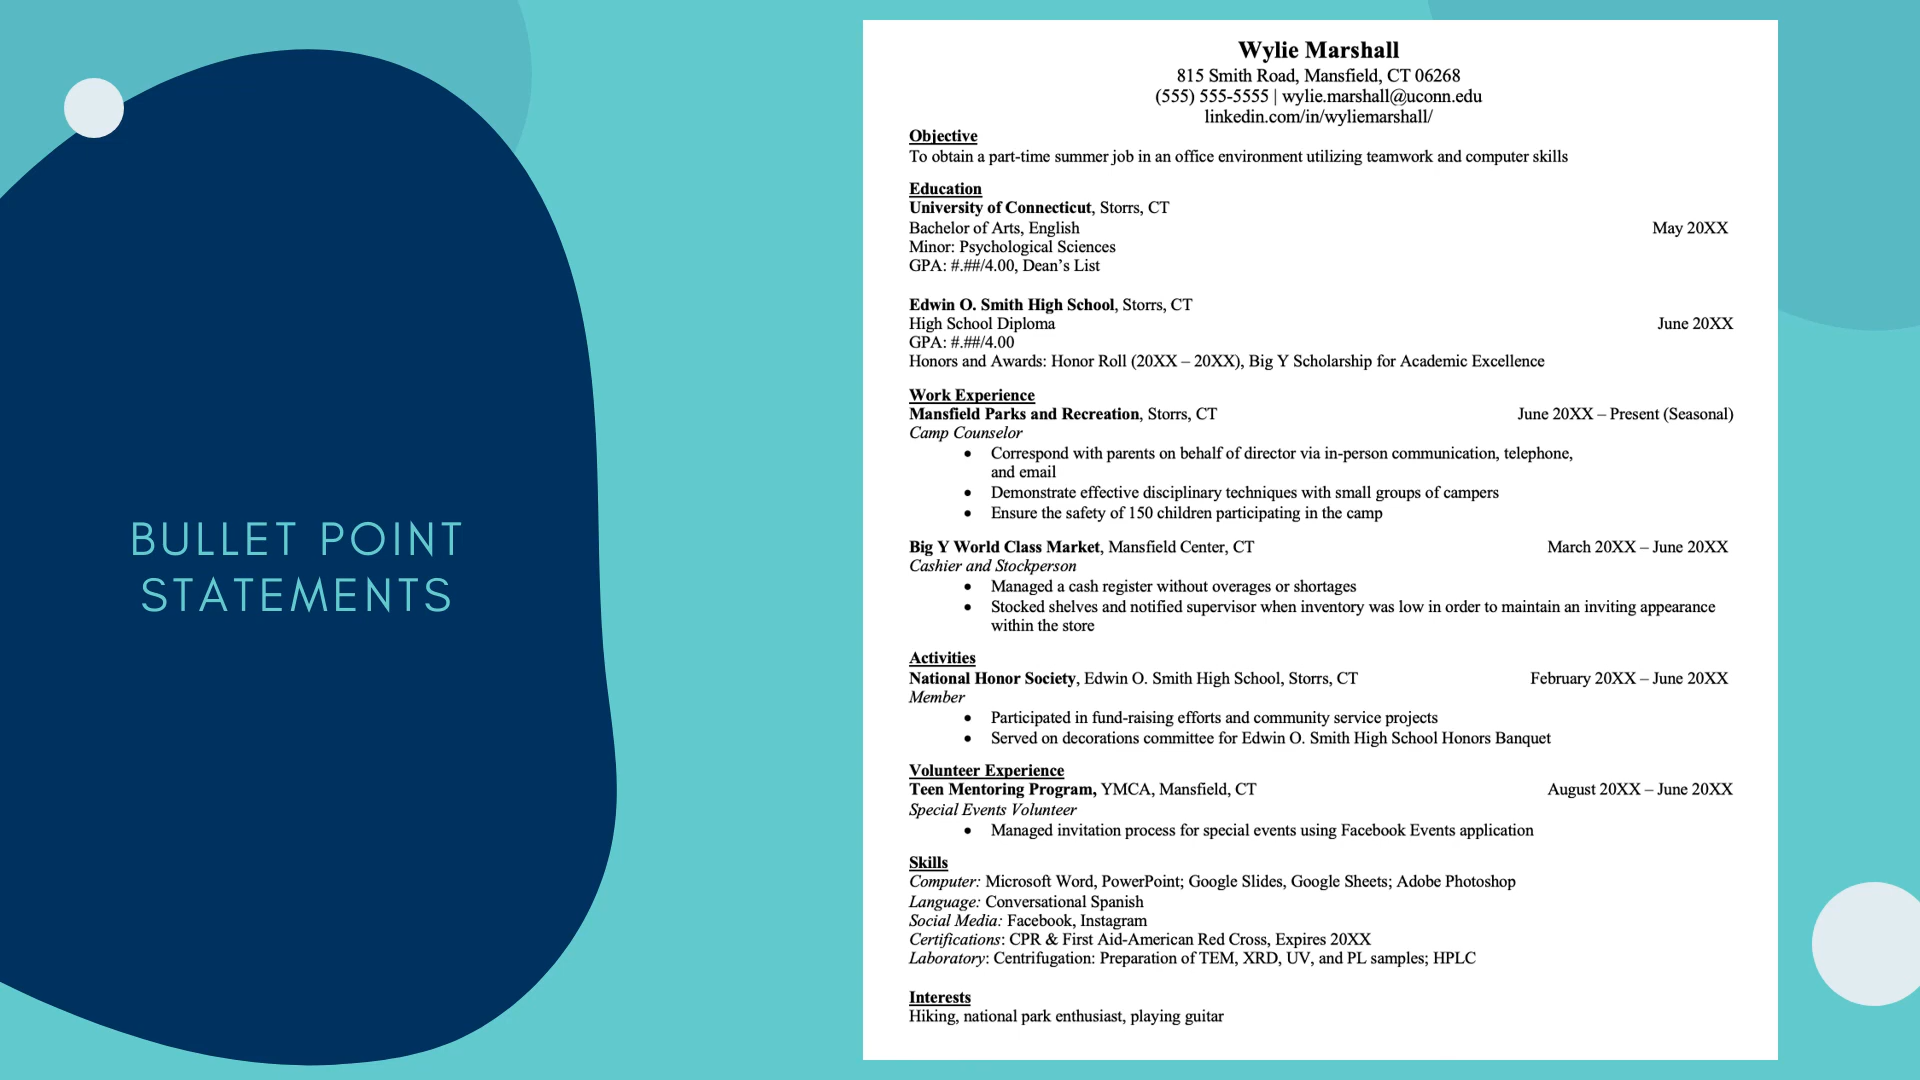 BULLET POINT
STATEMENTS
Wylie Marshall
815 Smith Road, Mansfield, CT 06268
(555) 555-5555 | wylie.marshall@uconn.edu
linkedin.com/in/wyliemarshall/
Objective
To obtain a part-time summer job in an office environment utilizing teamwork and computer skills
Education
University of Connecticut, Storrs, CT
Bachelor of Arts, English May 20XX
Minor: Psychological Sciences
GPA: #.##/4.00, Dean’s List
Edwin O. Smith High School, Storrs, CT
High School Diploma June 20XX
GPA: #.##/4.00
Honors and Awards: Honor Roll (20XX – 20XX), Big Y Scholarship for Academic Excellence
Work Experience
Mansfield Parks and Recreation, Storrs, CT June 20XX – Present (Seasonal)
Camp Counselor
• Correspond with parents on behalf of director via in-person communication, telephone,
and email
• Demonstrate effective disciplinary techniques with small groups of campers
• Ensure the safety of 150 children participating in the camp
Big Y World Class Market, Mansfield Center, CT March 20XX – June 20XX
Cashier and Stockperson
• Managed a cash register without overages or shortages
• Stocked shelves and notified supervisor when inventory was low in order to maintain an inviting appearance
within the store
Activities
National Honor Society, Edwin O. Smith High School, Storrs, CT February 20XX – June 20XX
Member
• Participated in fund-raising efforts and community service projects
• Served on decorations committee for Edwin O. Smith High School Honors Banquet
Volunteer Experience
Teen Mentoring Program, YMCA, Mansfield, CT August 20XX – June 20XX
Special Events Volunteer
• Managed invitation process for special events using Facebook Events application
Skills
Computer: Microsoft Word, PowerPoint; Google Slides, Google Sheets; Adobe Photoshop
Language: Conversational Spanish
Social Media: Facebook, Instagram
Certifications: CPR & First Aid-American Red Cross, Expires 20XX
Laboratory: Centrifugation: Preparation of TEM, XRD, UV, and PL samples; HPLC
Interests
Hiking, national park enthusiast, playing guitar